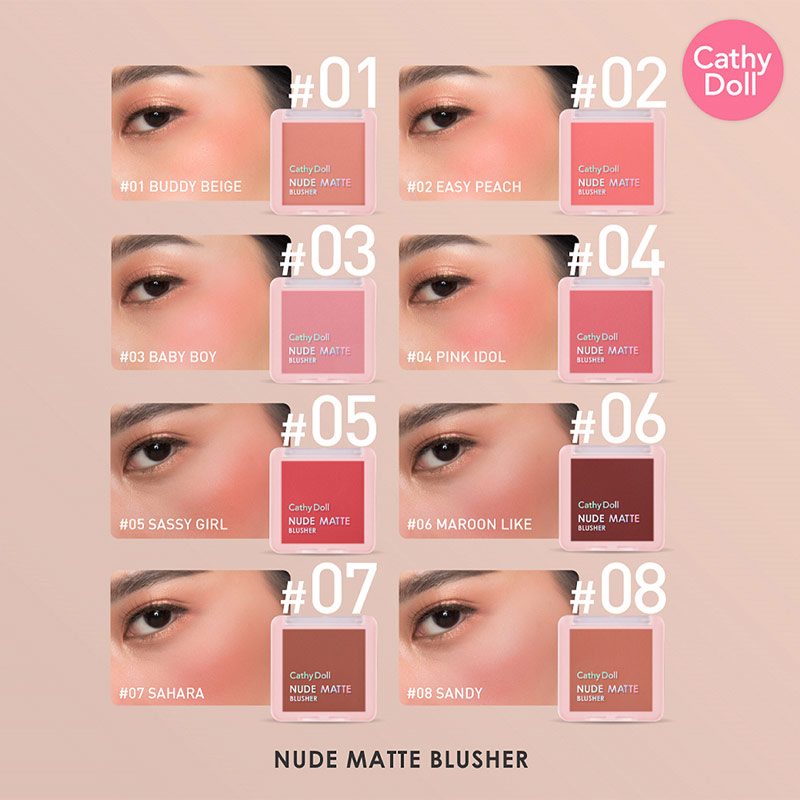 Cathy
Doll
#01
#01 BUDDY BEIGE
Cathy Doll
NUDE MATTE
BLUSHER
#02
#02 EASY PEACH
Cathy Doll
NUDE MATTE
BLUSHER
#03
#03 BABY BOY
Cathy Doll
NUDE MATTE
BLUSHER
#04
#04 PINK IDOL
Cathy Doll
NUDE MATTE
BLUSHER
#05
#05 SASSY GIRL
Cathy Doll
NUDE MATTE
BLUSHER
#06
#06 MAROON LIKE
Cathy Doll
NUDE MATTE
BLUSHER
#07
#07 SAHARA
Cathy Doll
NUDE MATTE
BLUSHER
#08
#08 SANDY
Cathy Doll
NUDE MATTE
BLUSHER
NUDE MATTE BLUSHER